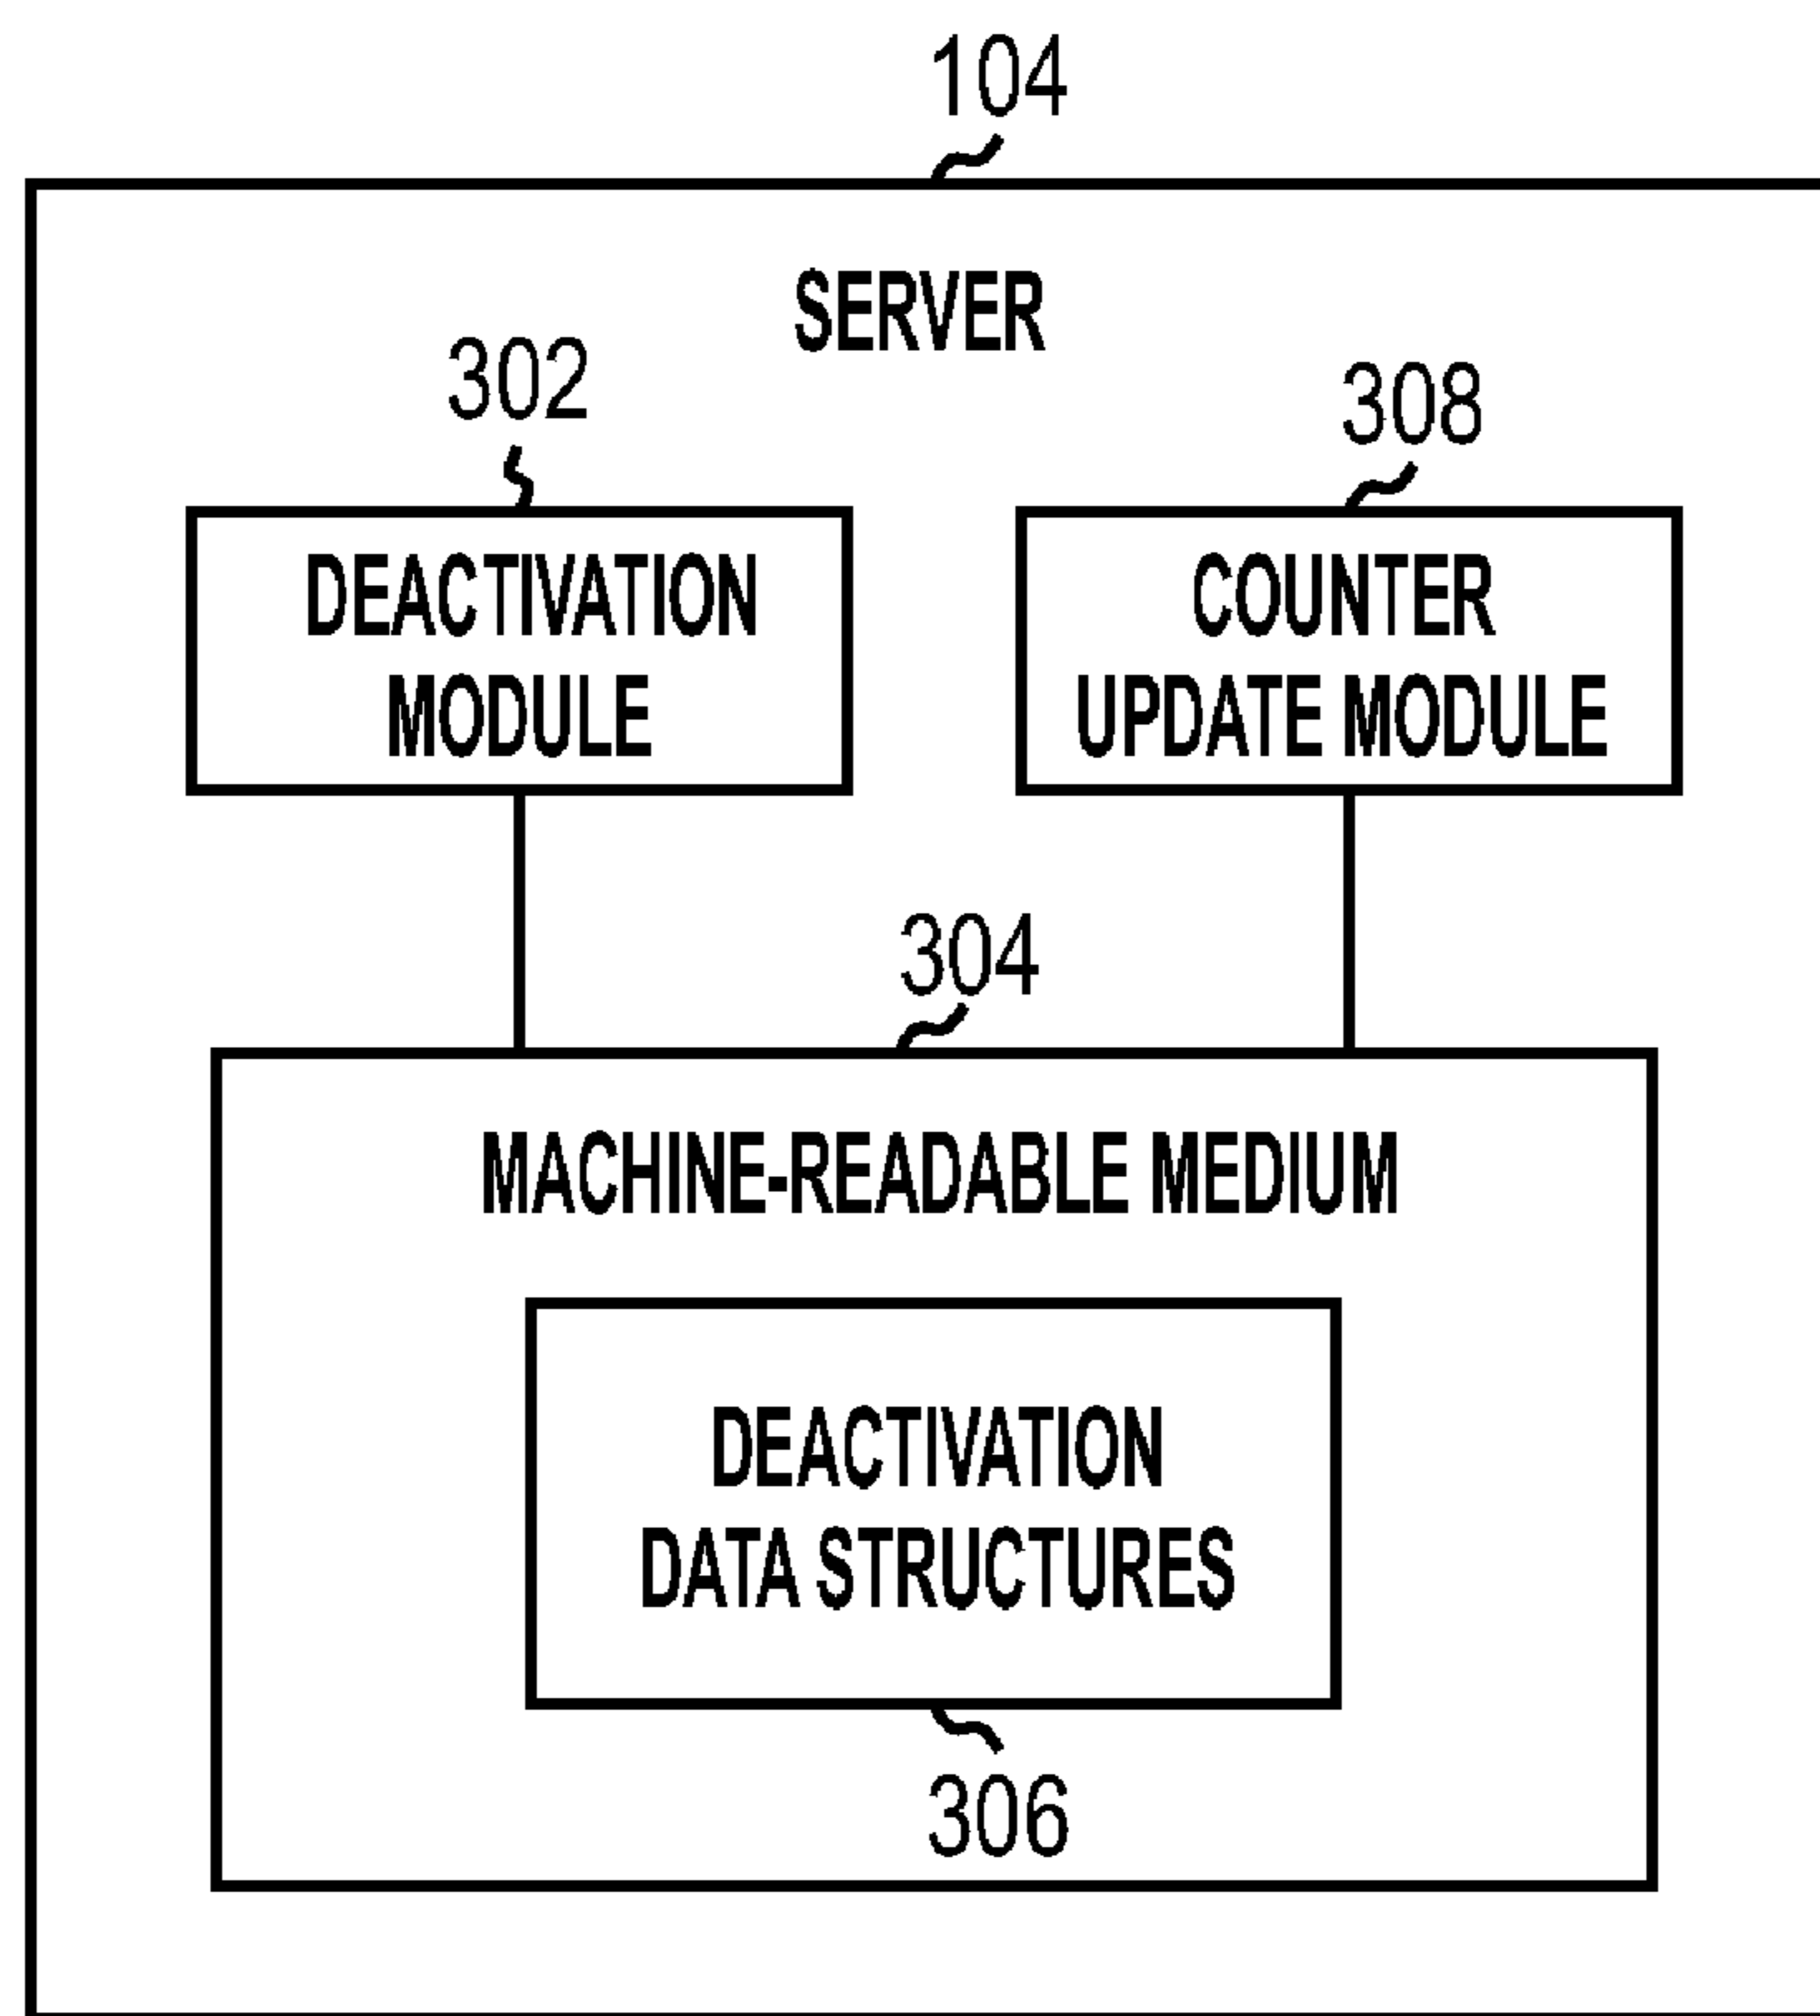 104
SERVER
302
308
DEACTIVATION
MODULE
COUNTER
UPDATE MODULE
304
MACHINE-READABLE MEDIUM
DEACTIVATION
DATA STRUCTURES
306